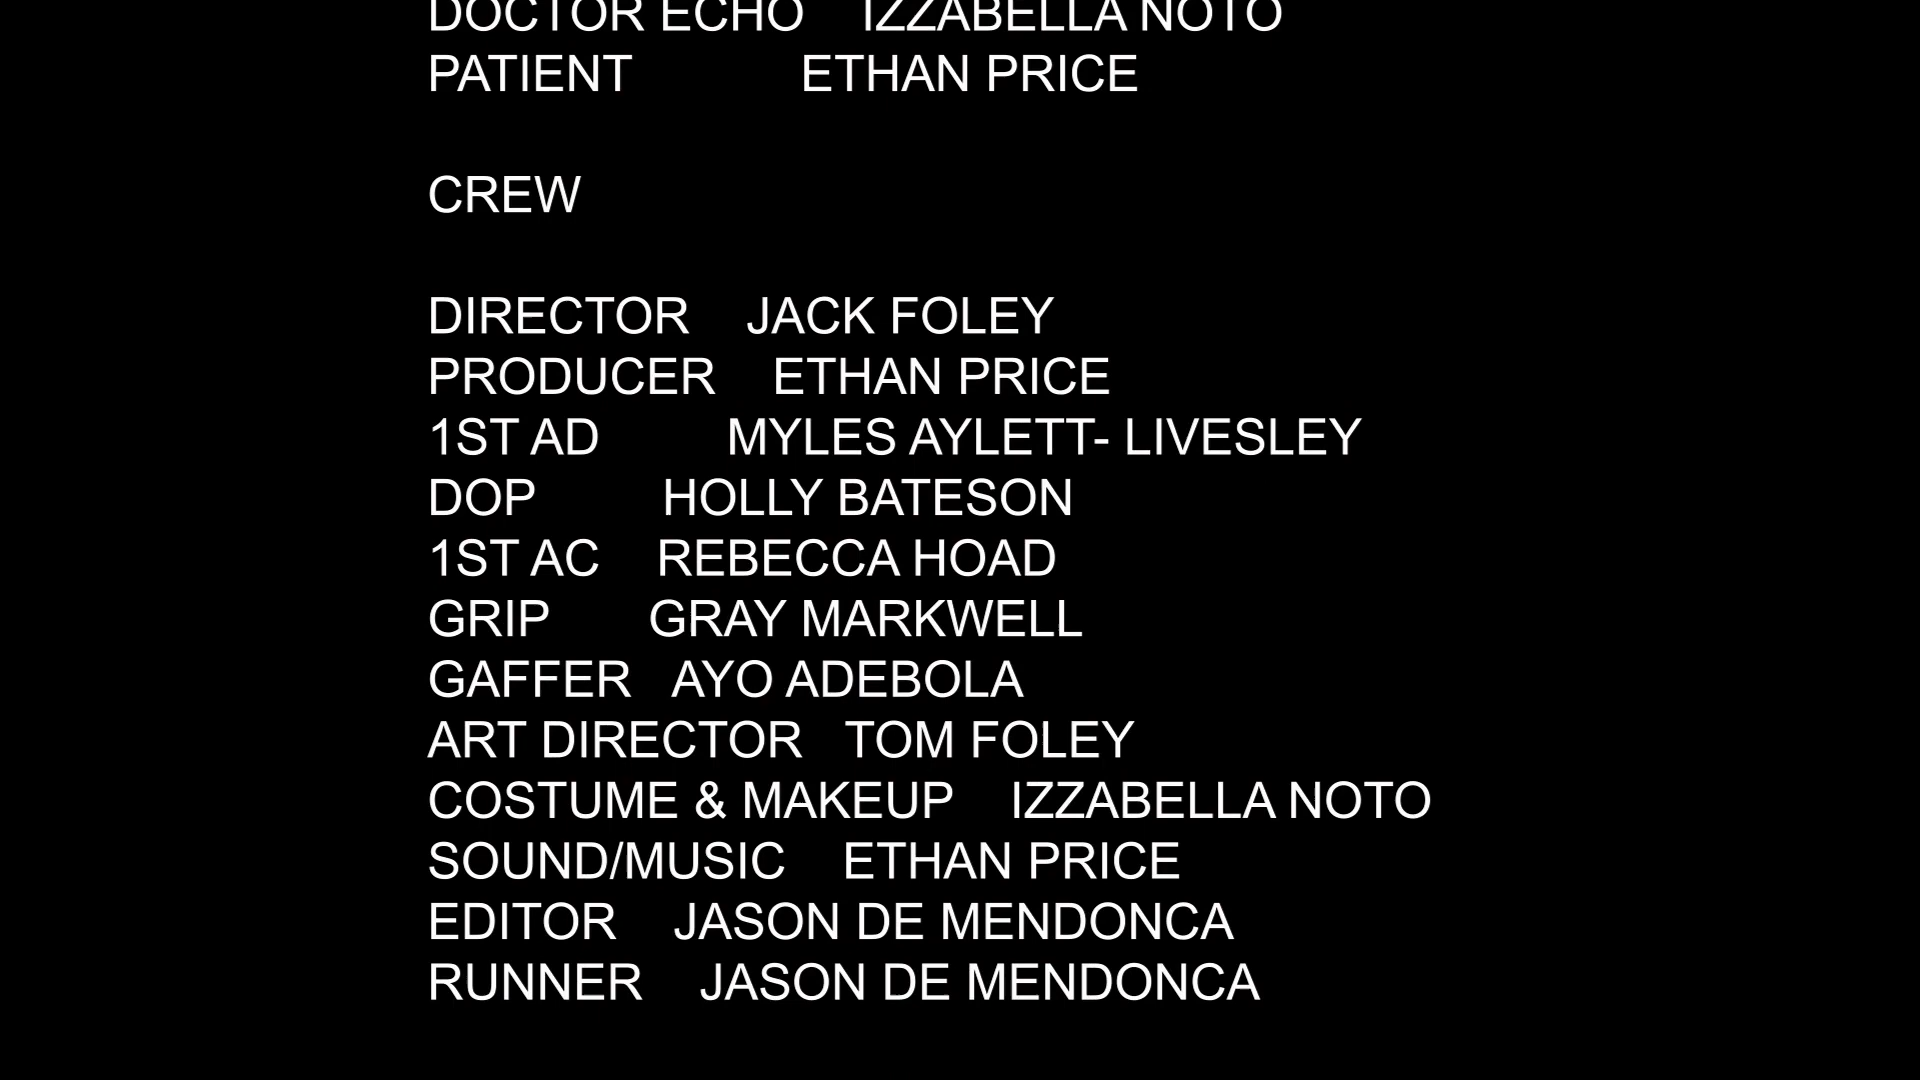 DOCTOR ECHO IZZABELLA NOTO
PATIENT ETHAN PRICE
CREW
DIRECTOR JACK FOLEY
PRODUCER ETHAN PRICE
1ST AD MYLES AYLETT- LIVESLEY
DOP HOLLY BATESON
1ST AC REBECCA HOAD
GRIP GRAY MARKWELL
GAFFER AYO ADEBOLA
ART DIRECTOR TOM FOLEY
COSTUME & MAKEUP IZZABELLA NOTO
SOUND/MUSIC ETHAN PRICE
EDITOR JASON DE MENDONCA
RUNNER JASON DE MENDONCA